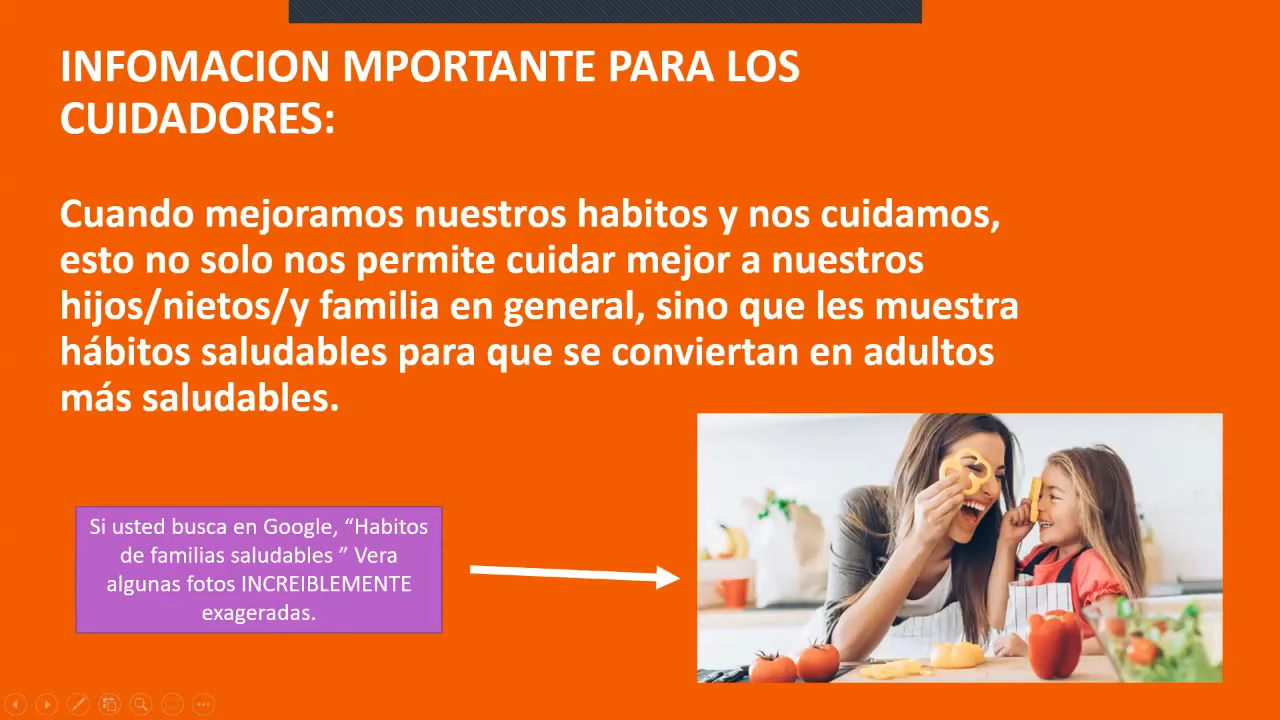 INFOMACION MPORTANTE PARA LOS
CUIDADORES:
Cuando mejoramos nuestros habitos y nos cuidamos,
esto no solo nos permite cuidar mejor a nuestros
hijos/nietos/y familia en general, sino que les muestra
hábitos saludables para que se conviertan en adultos
más saludables.
Si usted busca en Google, “Habitos
de familias saludables ” Vera
algunas fotos INCREIBLEMENTE
exageradas.